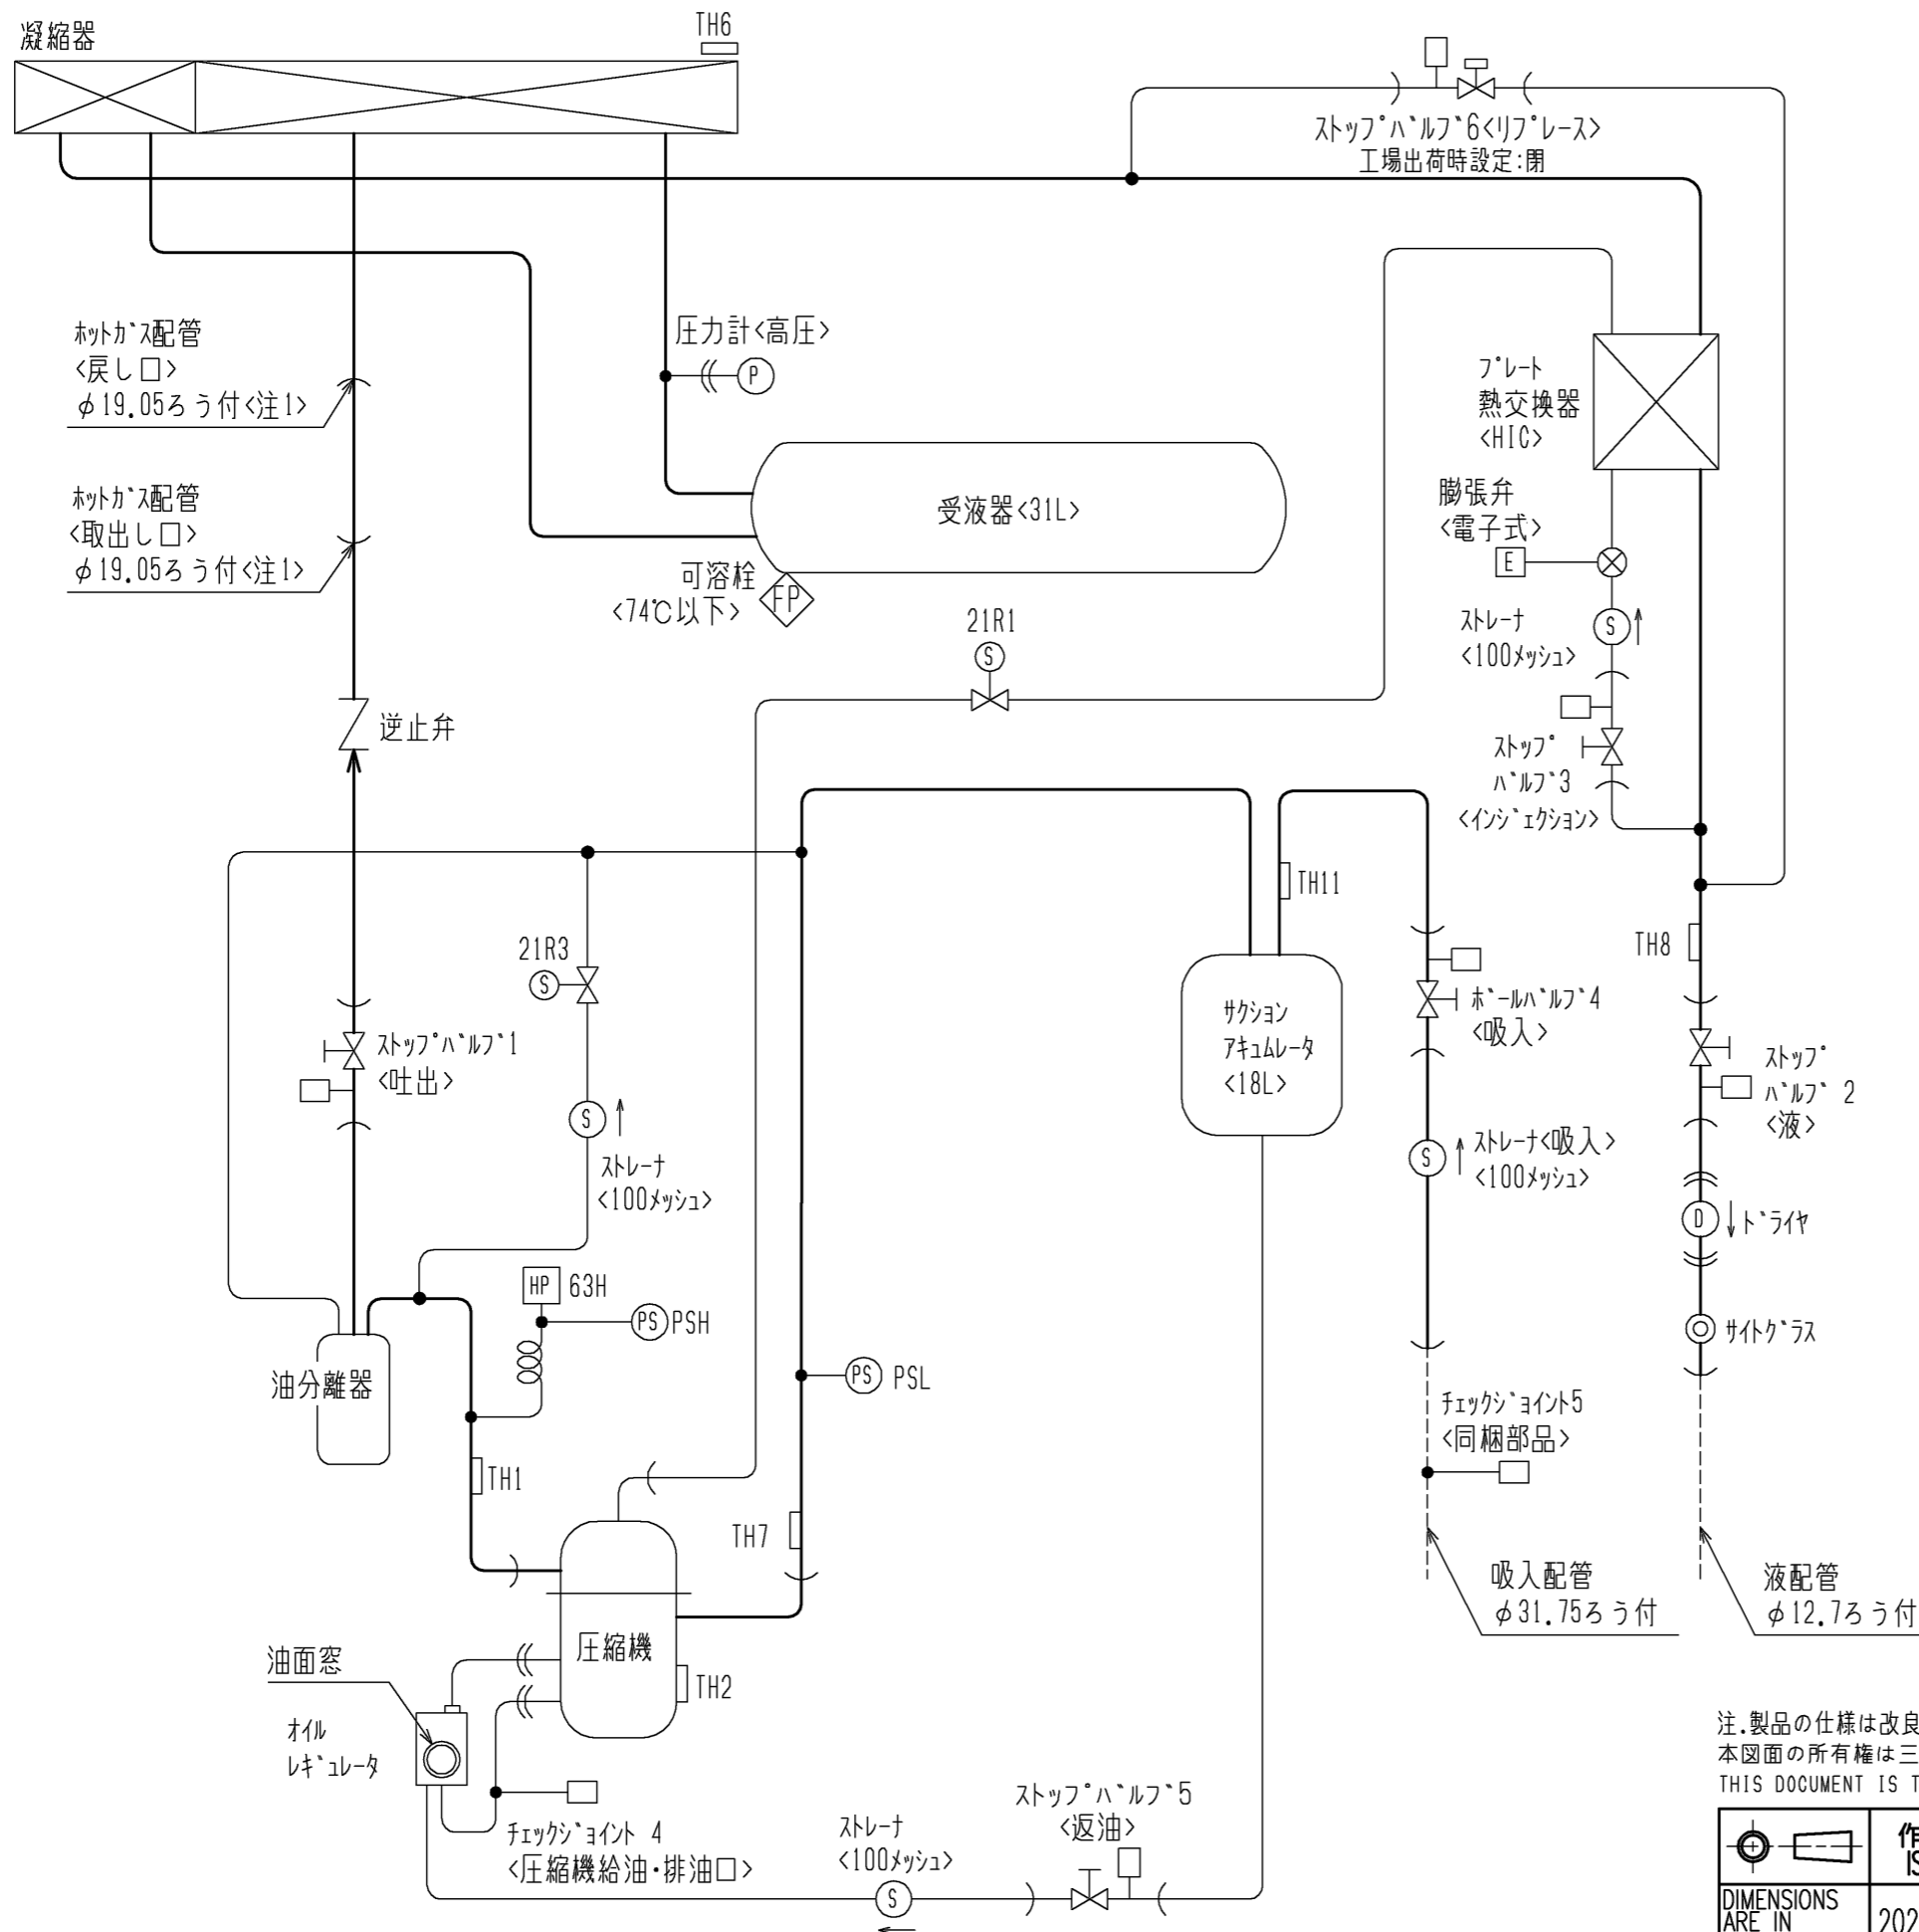 凝縮器
TH6
ストップバルブ6<リプレース>
工場出荷時設定:閉
ホットガス配管
<戻し口>
φ19.05ろう付<注1>
圧力計<高圧>
P
プレート
熱交換器
<HIC>
ホットガス配管
<取出し口>
φ19.05ろう付<注1>
受液器<31L>
膨張弁
<電子式>
E
可溶栓
<74℃以下>
FP
21R1
S
ストレーナ
<100メッシュ>
S
逆止弁
ストップ
バルブ3
<インジェクション>
TH11
21R3
S
TH8
サクション
アキュムレータ
<18L>
ボールバルブ4
<吸入>
ストップバルブ1
<吐出>
ストップ
バルブ 2
<液>
S
ストレーナ
<100メッシュ>
S
ストレーナ<吸入>
<100メッシュ>
D
ドライヤ
HP
63H
PS
PSH
サイトグラス
油分離器
PS
PSL
チェックジョイント5
<同梱部品>
TH1
TH7
吸入配管
φ31.75ろう付
液配管
φ12.7ろう付
圧縮機
油面窓
TH2
オイル
レギュレータ
チェックジョイント 4
<圧縮機給油・排油口>
ストレーナ
<100メッシュ>
S
ストップバルブ5
<返油>
注.製品の仕様は改良
本図面の所有権は三
THIS DOCUMENT IS T
作
IS
DIMENSIONS
ARE IN
202